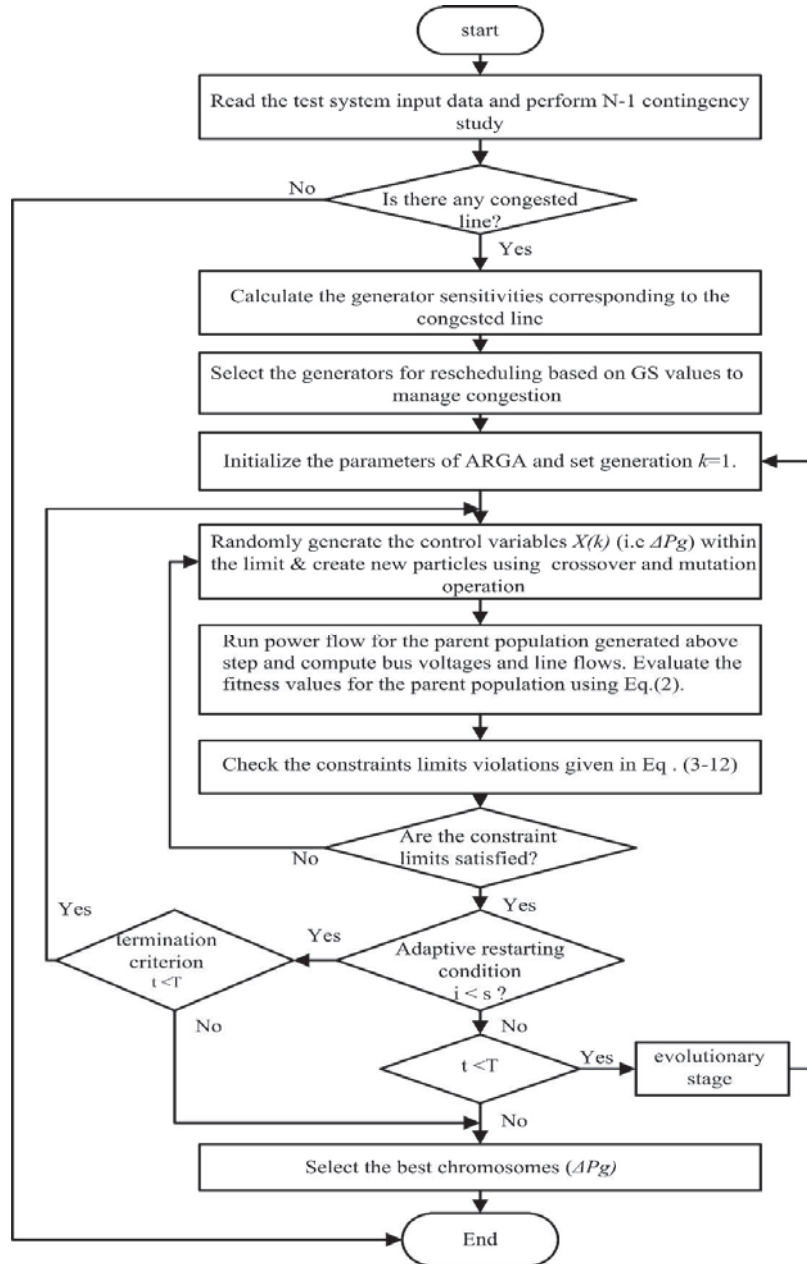 start
Read the test system input data and perform N-1 contingency
study
No
Is there any congested
line?
Yes
Calculate the generator sensitivities corresponding to the
congested line
Select the generators for rescheduling based on GS values to
manage congestion
Initialize the parameters of ARGA and set generation k=1.
Randomly generate the control variables X(k) (i.e ΔPg) within
the limit & create new particles using crossover and mutation
operation
Run power flow for the parent population generated above
step and compute bus voltages and line flows. Evaluate the
fitness values for the parent population using Eq.(2).
Check the constraints limits violations given in Eq . (3-12)
Are the constraint
limits satisfied?
No
Yes
Yes
termination
criterion
t <T
Yes
Adaptive restarting
condition
i < s ?
No
No
t <T
Yes
evolutionary
stage
No
Select the best chromosomes (ΔPg)
End